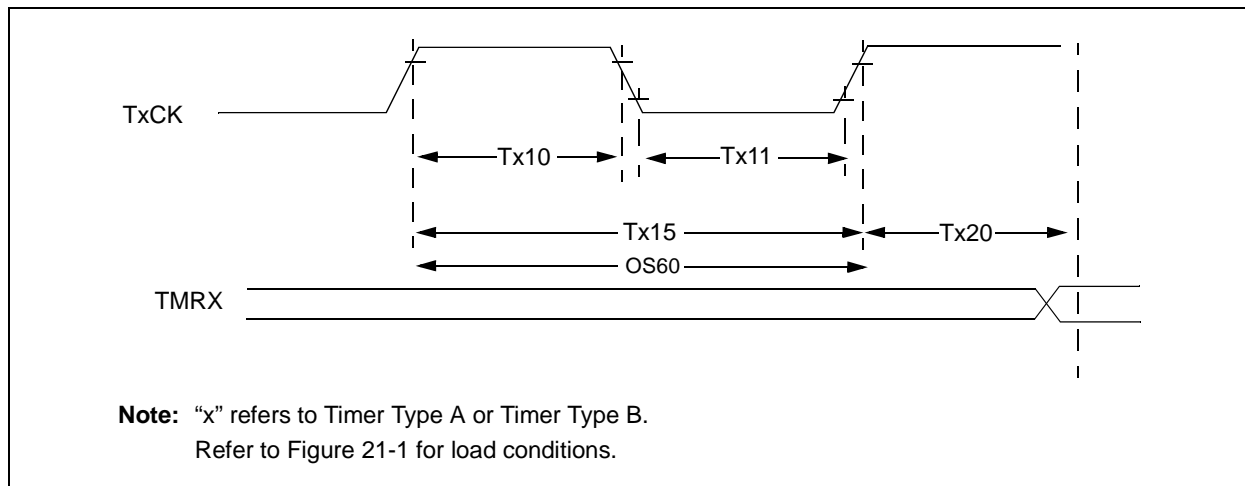 TxCK
Tx10
Tx11
Tx15
Tx20
OS60
TMRX
Note: “x” refers to Timer Type A or Timer Type B.
Refer to Figure 21-1 for load conditions.